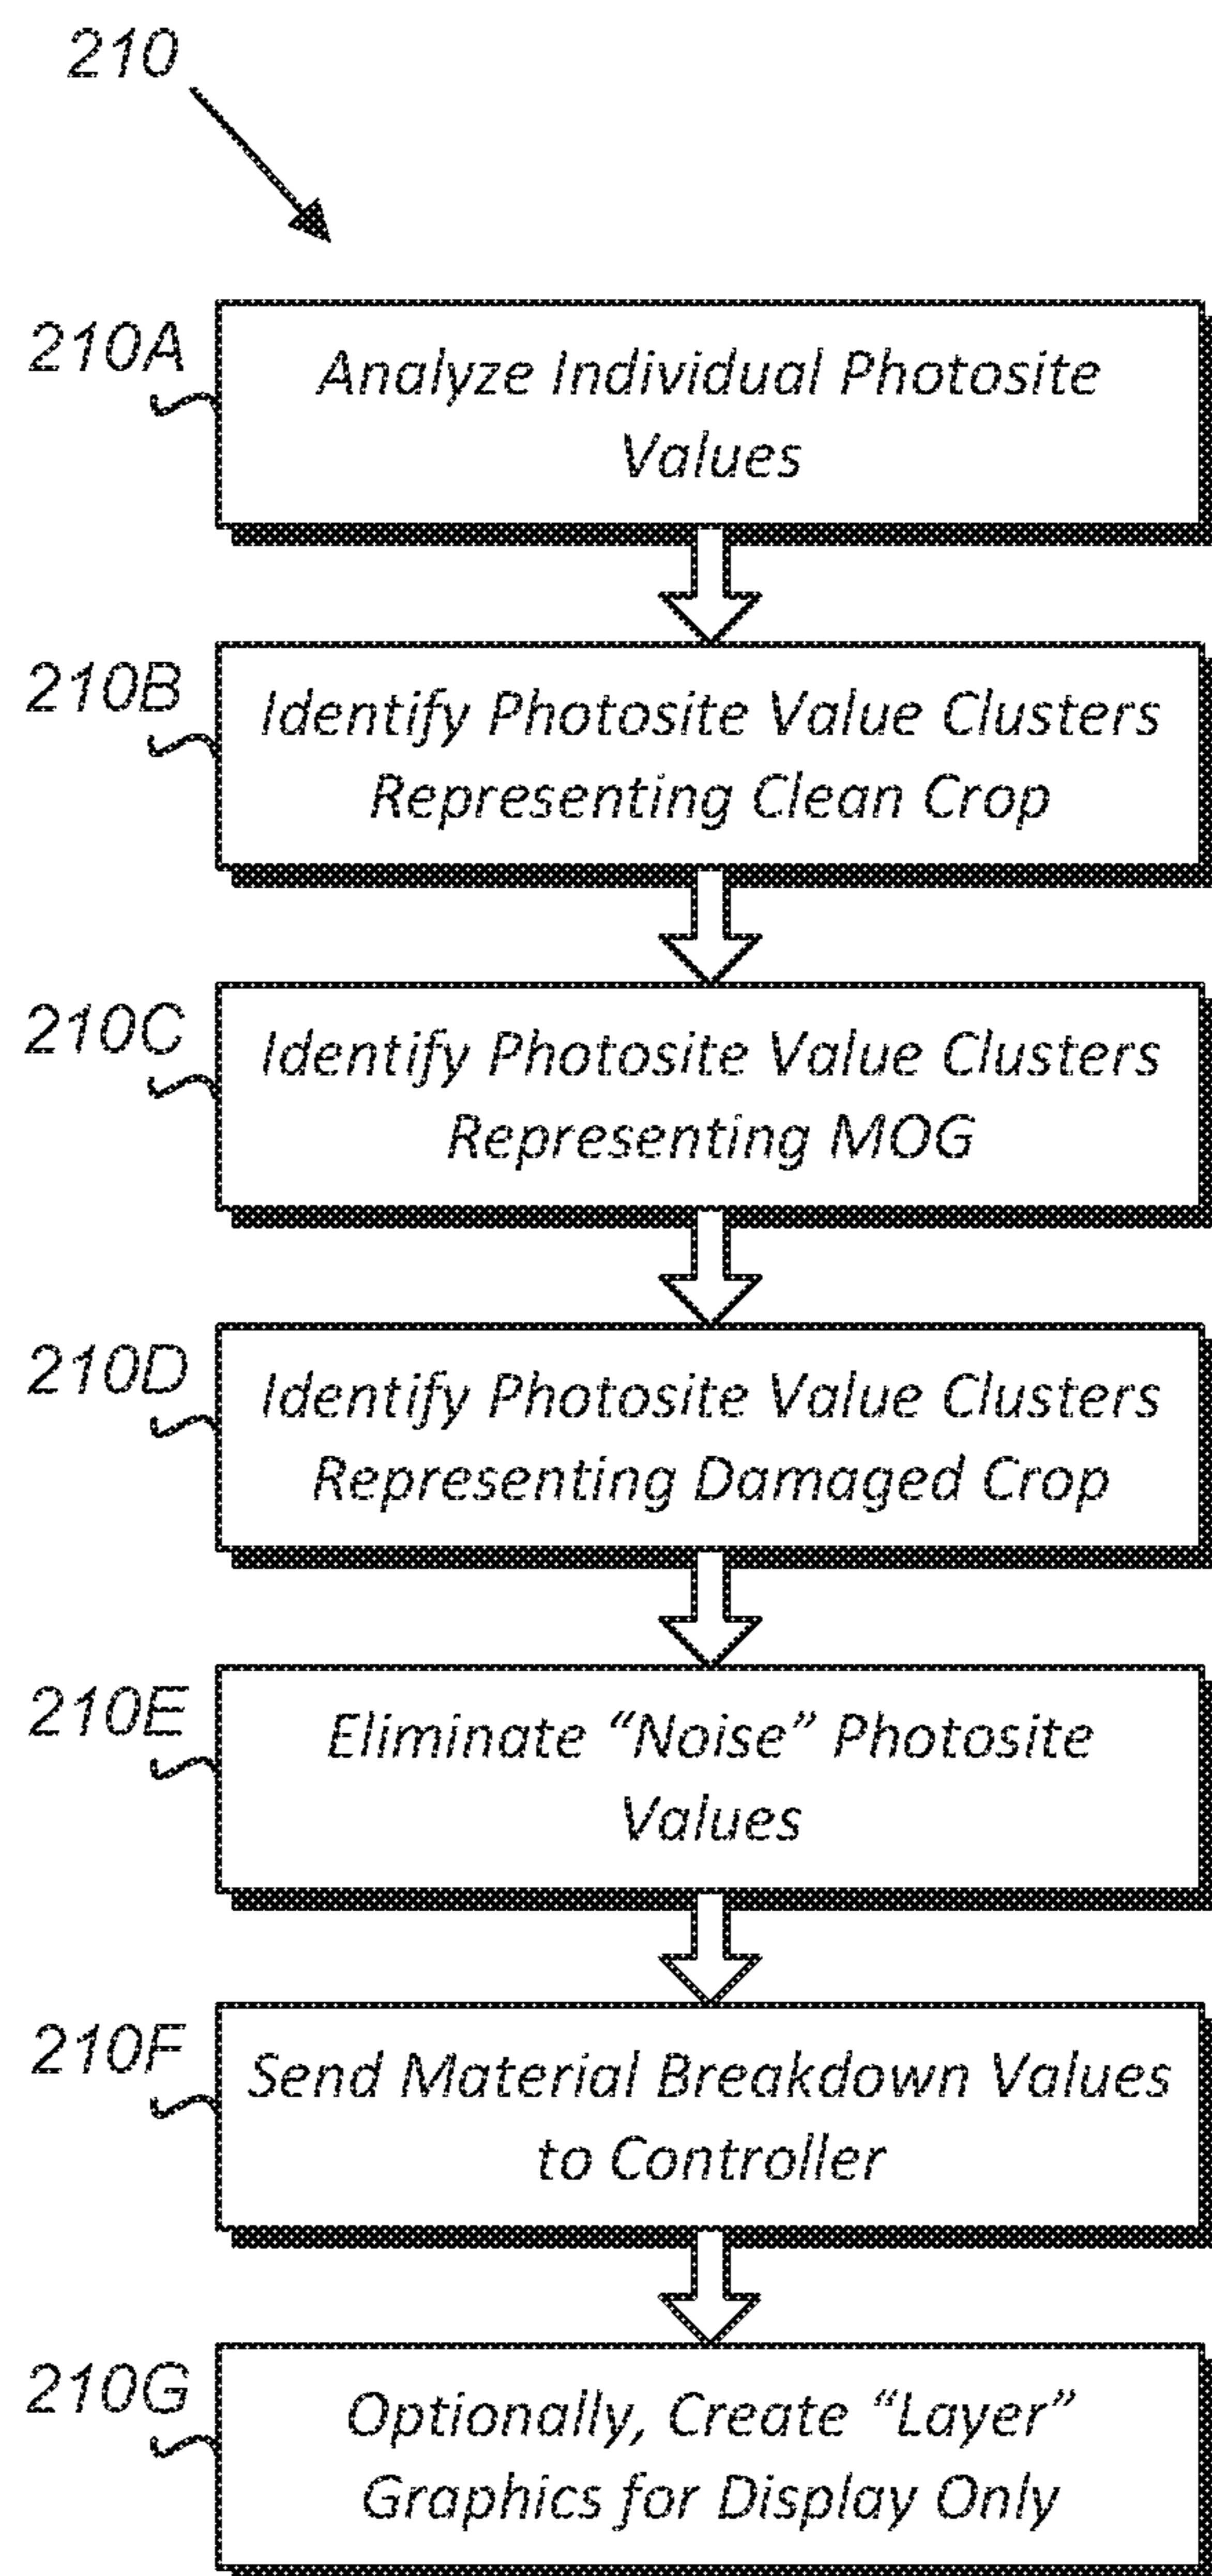 210
210A
Analyze Individual Photosite
Values
210B
Identify Photosite Value Clusters
Representing Clean Crop
210C
Identify Photosite Value Clusters
Representing MOG
210D
Identify Photosite Value Clusters
Representing Damaged Crop
210E
Eliminate “Noise” Photosite
Values
210F
Send Material Breakdown Values
to Controller
210G
Optionally, Create “Layer”
Graphics for Display Only